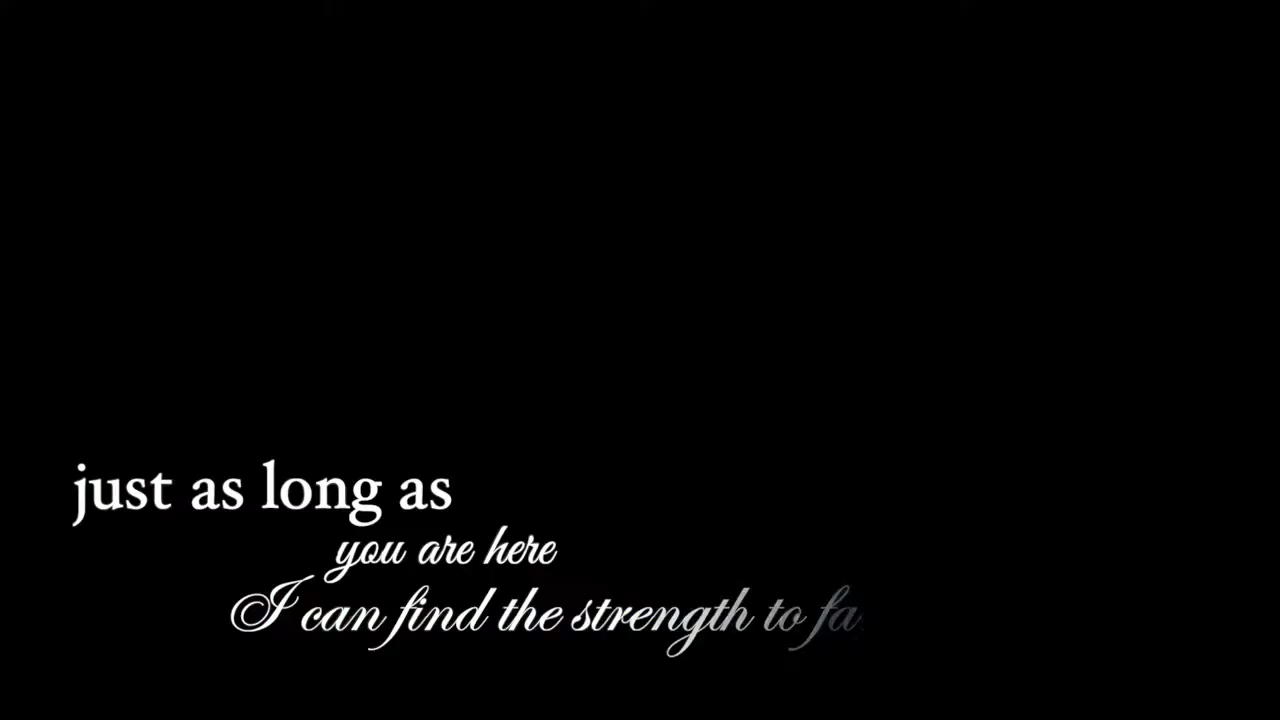 just as long as
you are here
I can find the strength to